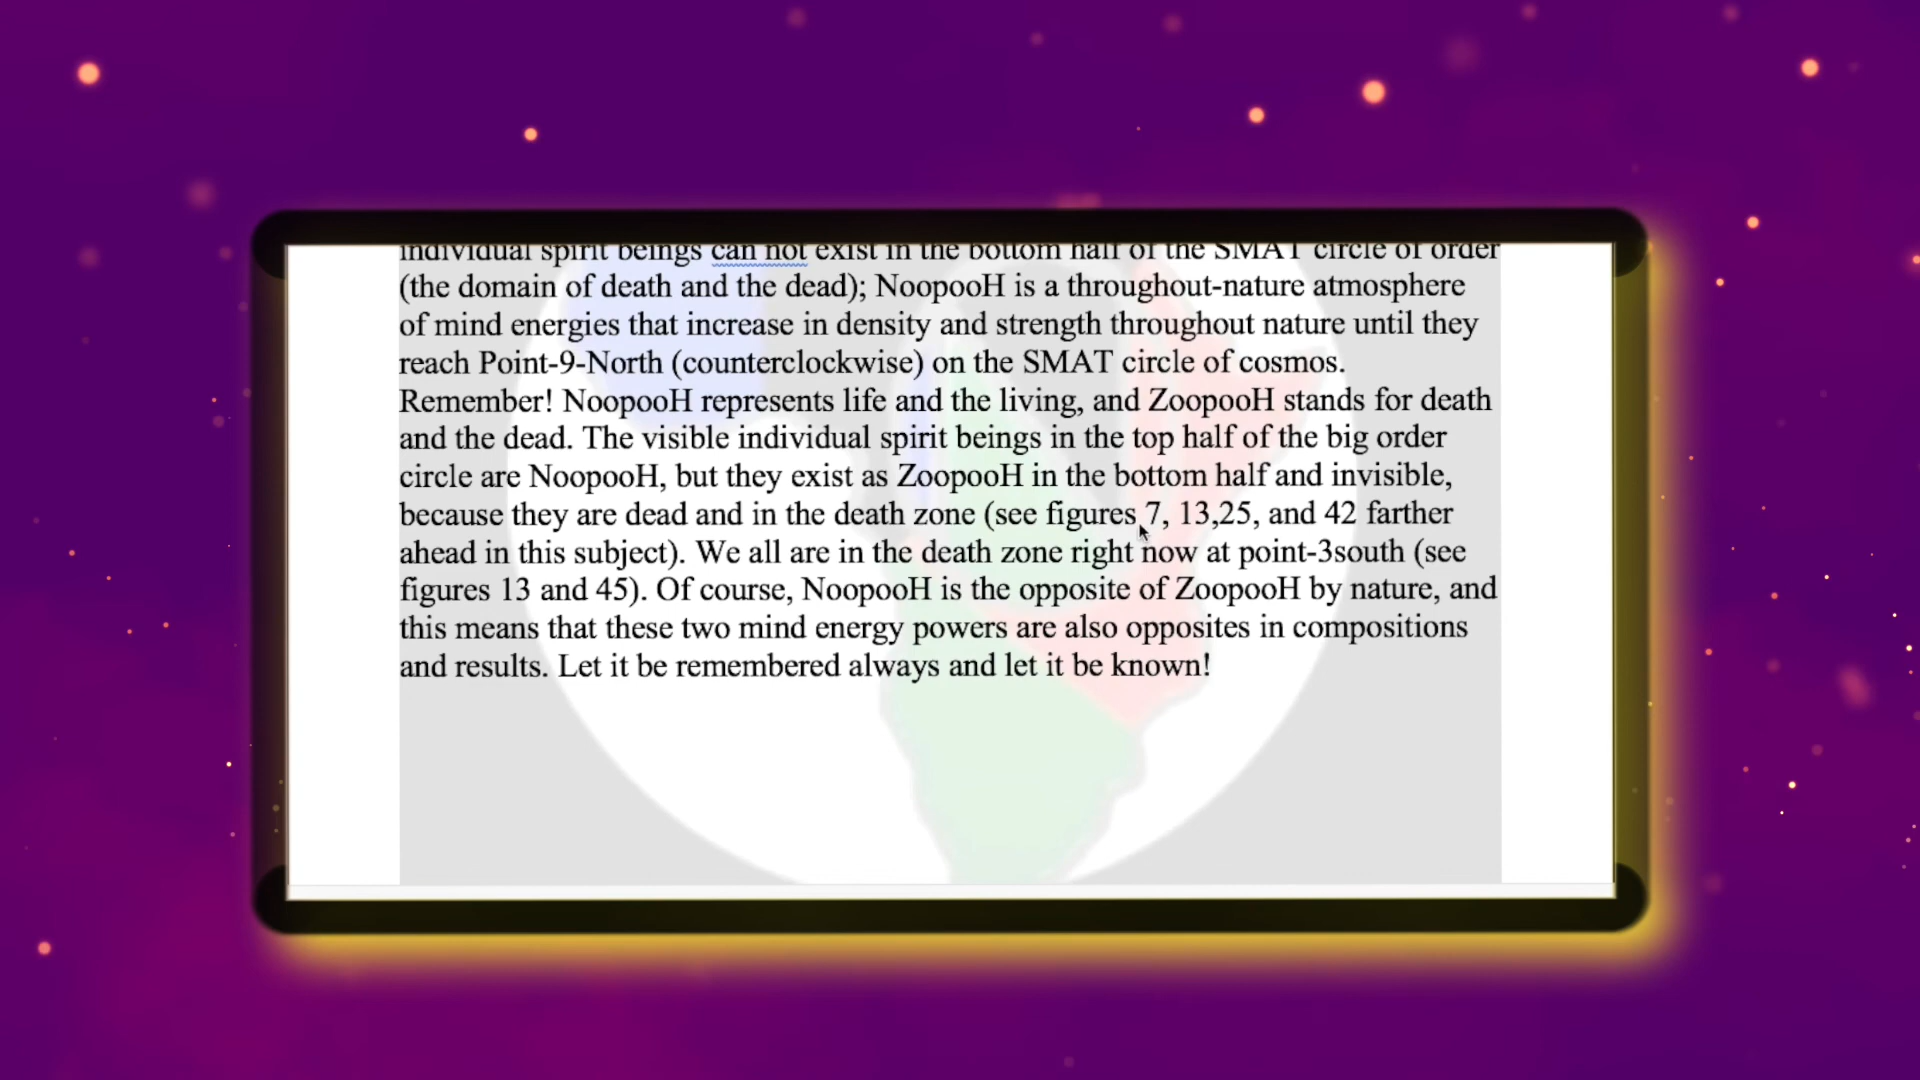 individual spirit beings can not exist in the bottom half of the SMAT circle of order
(the domain of death and the dead); NoopooH is a throughout-nature atmosphere
of mind energies that increase in density and strength throughout nature until they
reach Point-9-North (counterclockwise) on the SMAT circle of cosmos.
Remember! NoopooH represents life and the living, and ZoopooH stands for death
and the dead. The visible individual spirit beings in the top half of the big order
circle are NoopooH, but they exist as ZoopooH in the bottom half and invisible,
because they are dead and in the death zone (see figures 7, 13,25, and 42 farther
ahead in this subject). We all are in the death zone right now at point-3south (see
figures 13 and 45). Of course, NoopooH is the opposite of ZoopooH by nature, and
this means that these two mind energy powers are also opposites in compositions
and results. Let it be remembered always and let it be known!